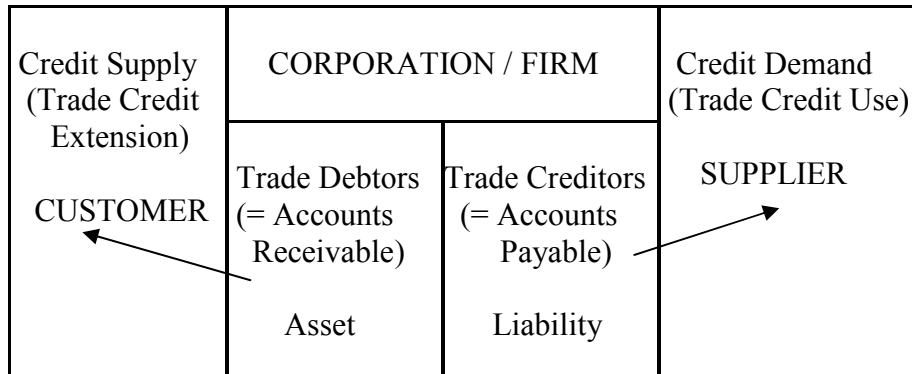 Credit Supply
(Trade Credit
Extension)
CUSTOMER
CORPORATION / FIRM
Trade Debtors
(= Accounts
Receivable)
Asset
Trade Creditors
(= Accounts
Payable)
Liability
Credit Demand
(Trade Credit Use)
SUPPLIER